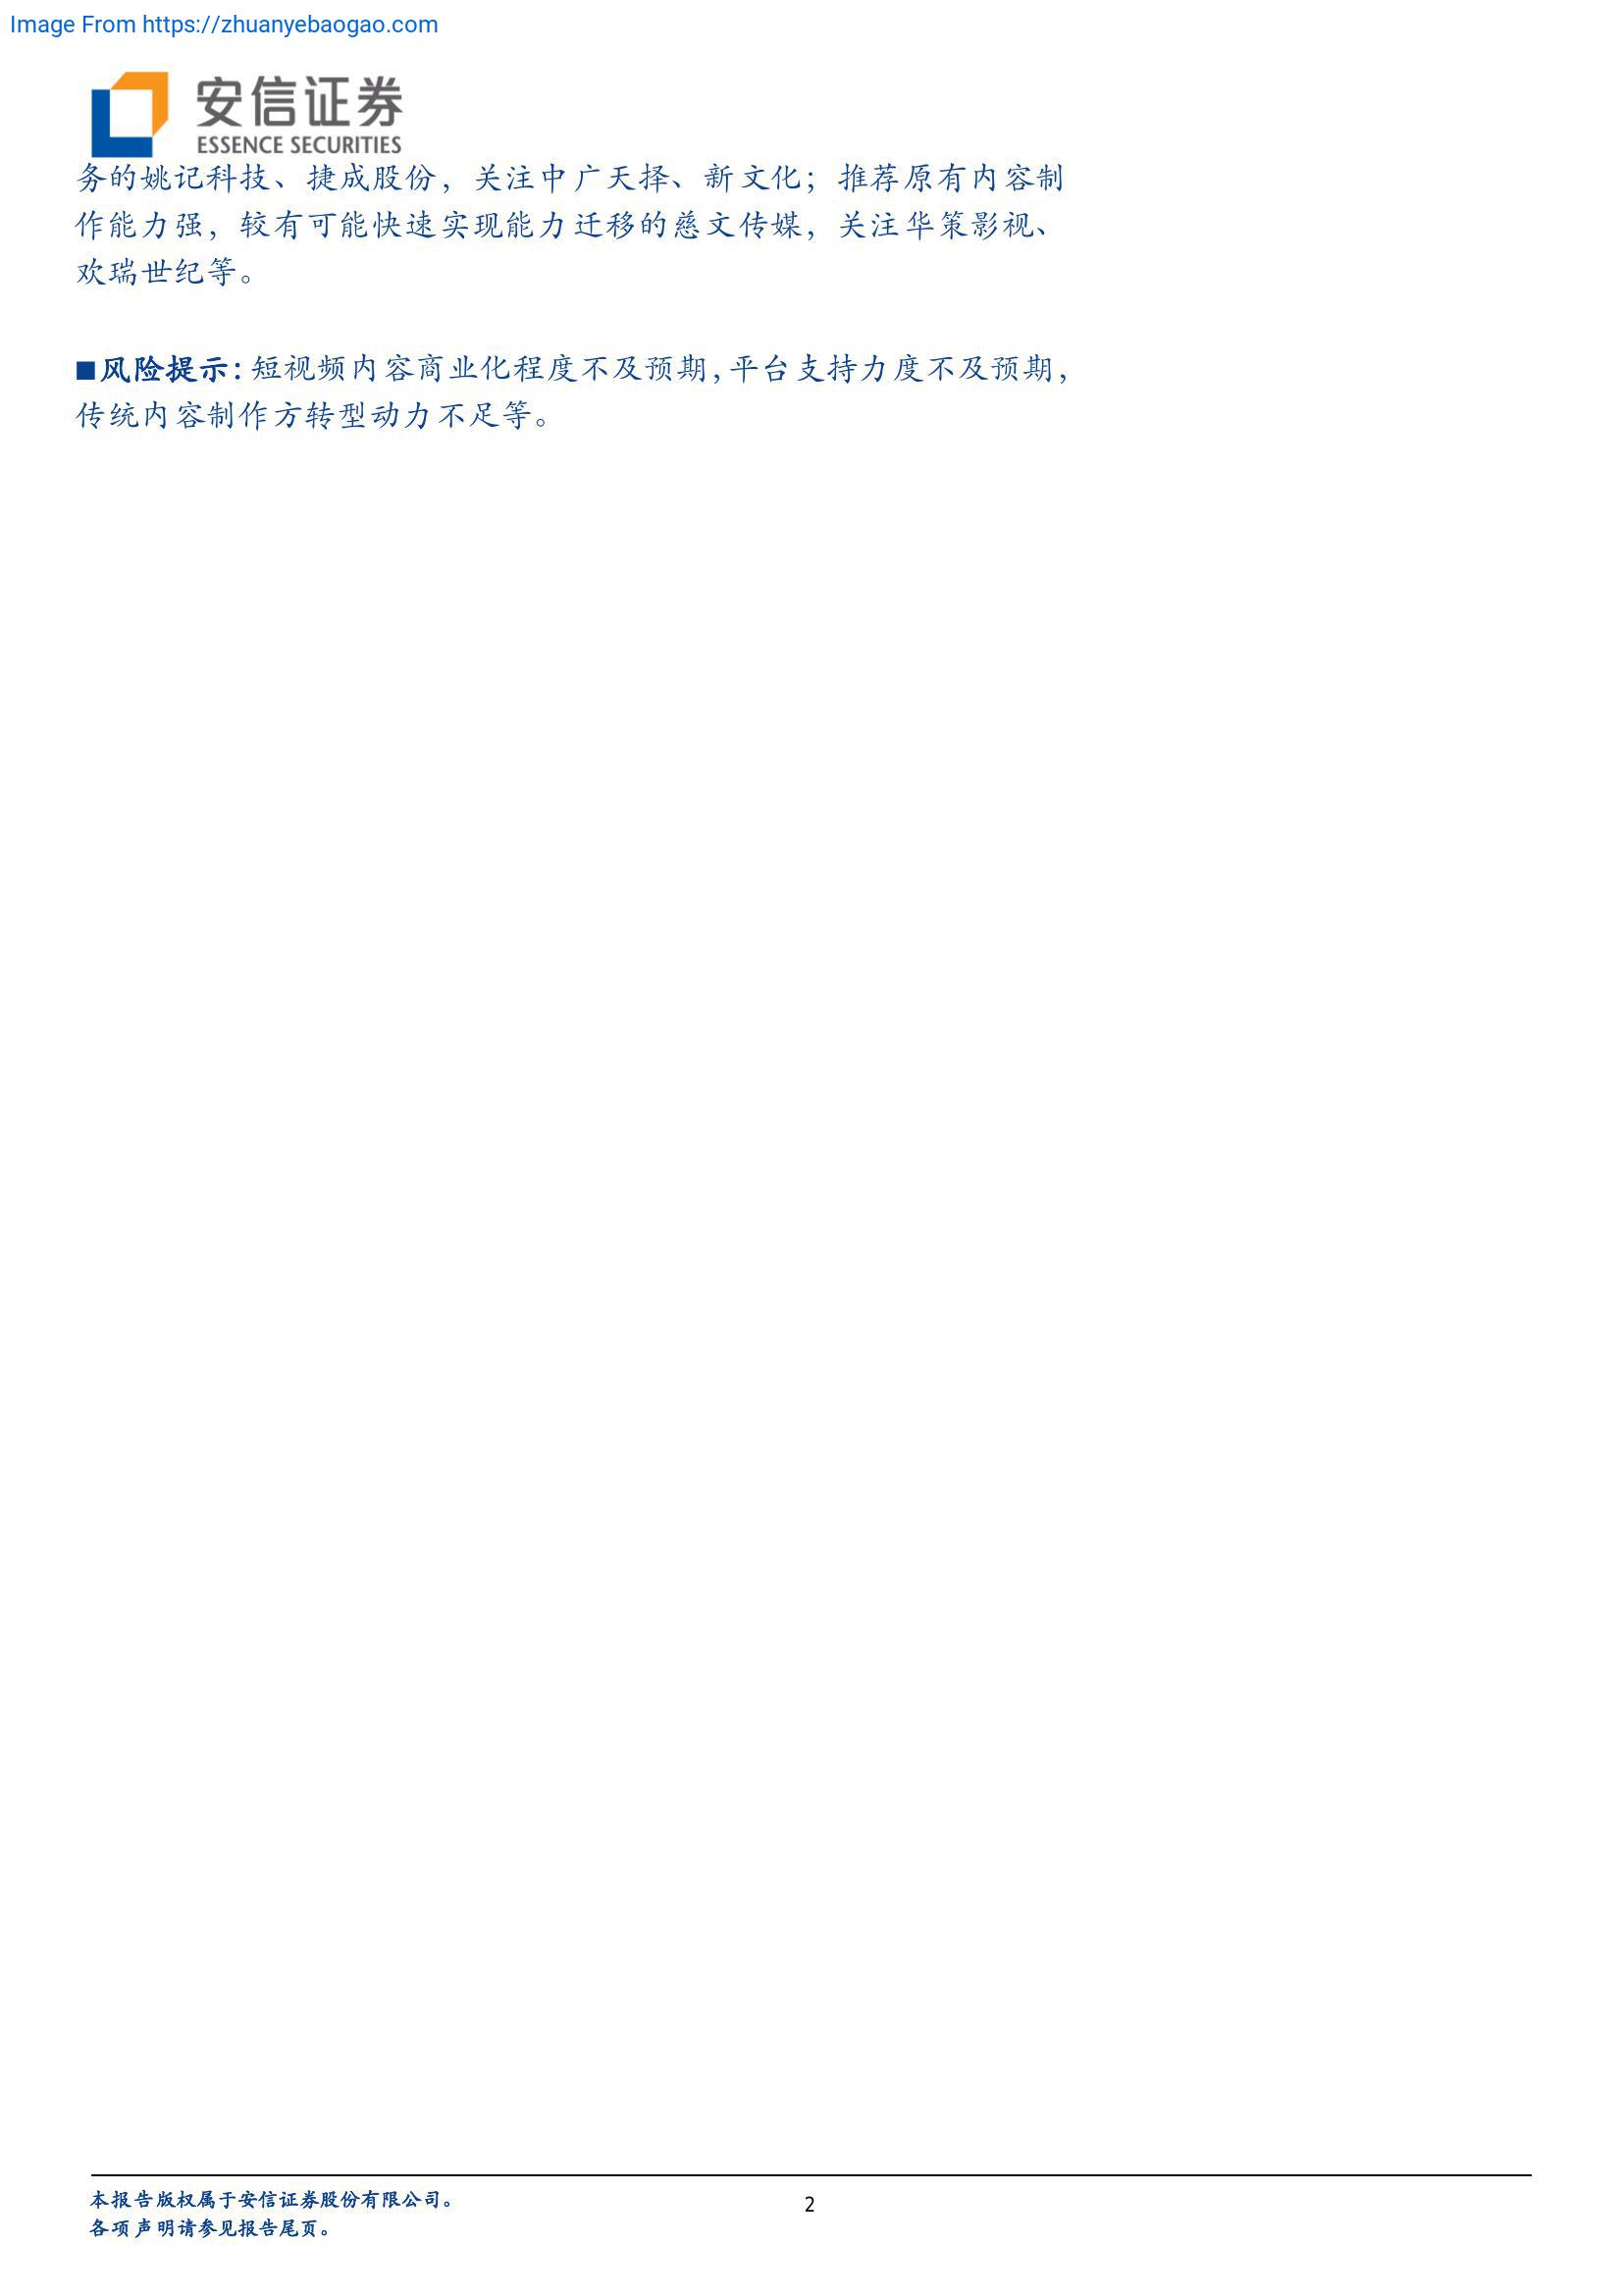 Image From https://zhuanyebaogao.com
安信证券
ESSENCE SECURITIES
务的姚记科技、捷成股份，关注中广天择、新文化；推荐原有内容制
作能力强，较有可能快速实现能力迁移的慈文传媒，关注华策影视、
欢瑞世纪等。
■风险提示：短视频内容商业化程度不及预期，平台支持力度不及预期，
传统内容制作方转型动力不足等。
本报告版权属于安信证券股份有限公司。
2
各项声明请参见报告尾页。